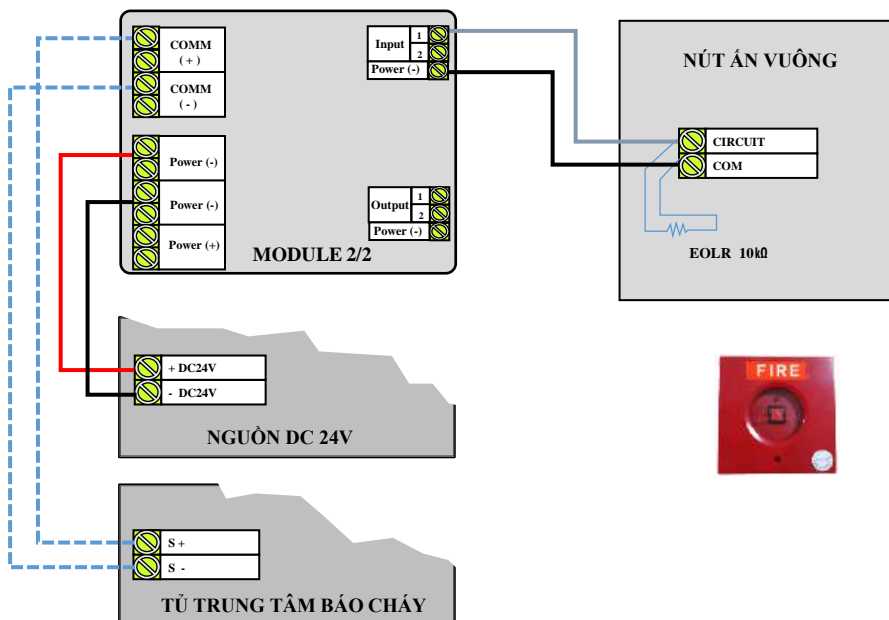 COMM
( + )
COMM
( - )
Power (-)
Power (-)
Power (+)
Input
1
2
Power (-)
Output
1
2
Power (-)
MODULE 2/2
NÚT ẤN VUÔNG
CIRCUIT
COM
EOLR 10kΩ
+ DC24V
- DC24V
NGUỒN DC 24V
FIRE
S +
S -
TỦ TRUNG TÂM BÁO CHÁY